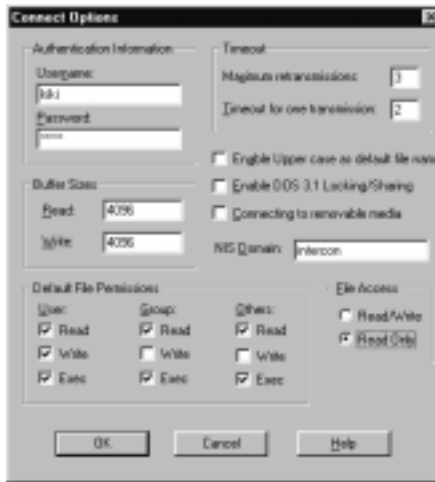 Connect Options
Authentication Information
Username:
kiki
Password:
****
Timeout
Maximum retransmissions: 3
Timeout for one transmission: 2
Buffer Sizes
Read: 4096
Write: 4096
Enable Upper case as default file name
Enable DOS 3.1 Locking/Sharing
Connecting to removable media
NIS Domain: intercon
Default File Permissions
User: Group: Others:
Read Read Read
Write Write Write
Exec Exec Exec
File Access
Read/Write
Read Only
OK Cancel Help